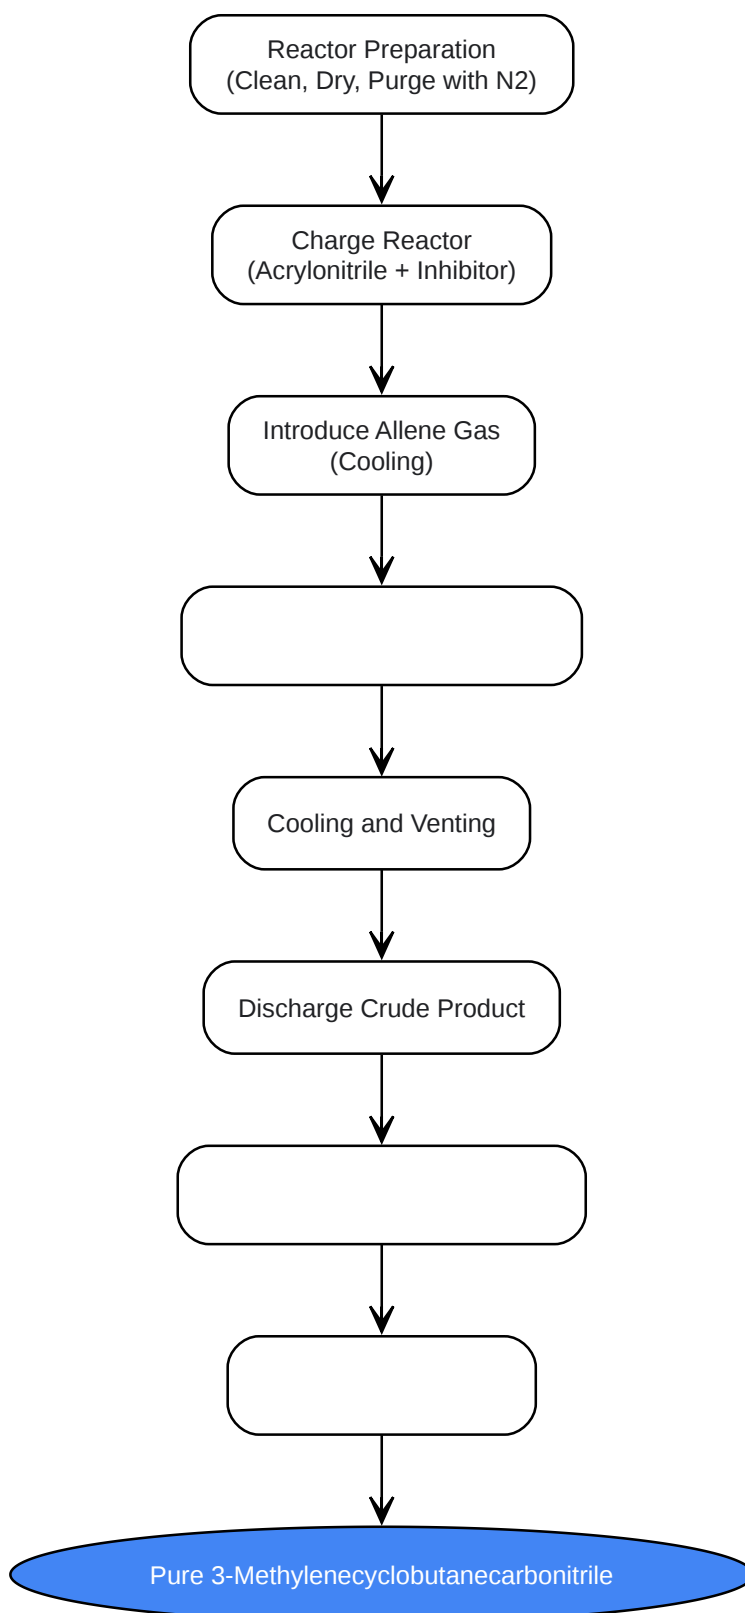 Reactor Preparation
(Clean, Dry, Purge with N2)
Charge Reactor
(Acrylonitrile + Inhibitor)
Introduce Allene Gas
(Cooling)
Cooling and Venting
Discharge Crude Product
Pure 3-Methylenecyclobutanecarbonitrile